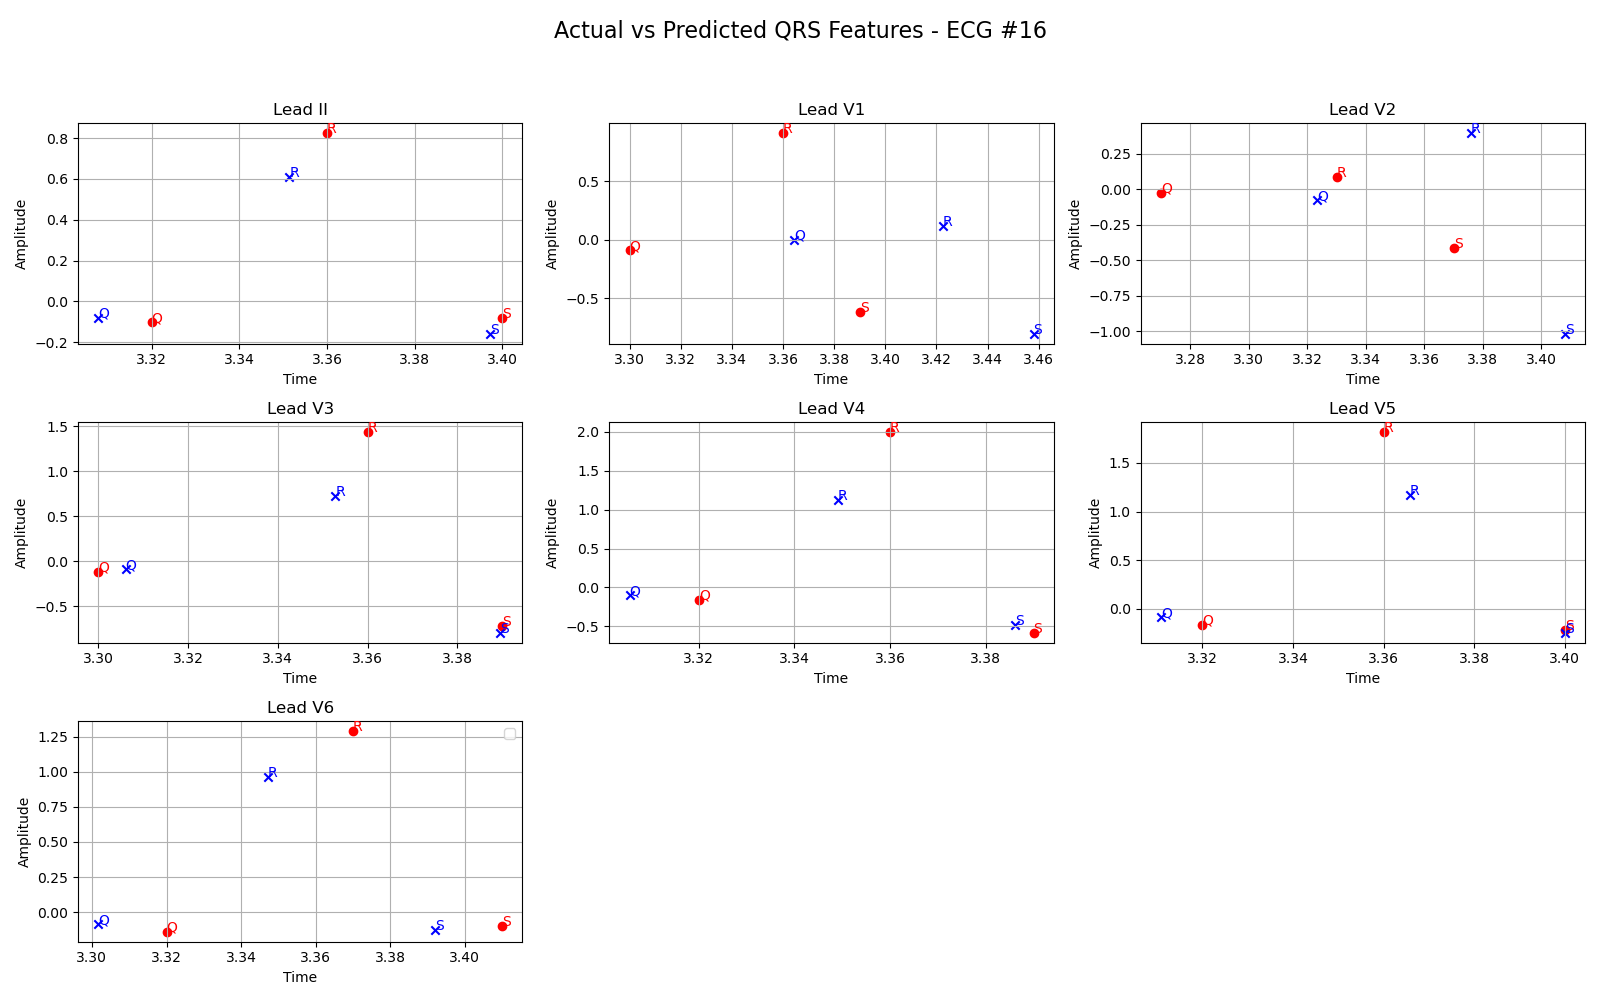 Actual vs Predicted QRS Features - ECG #16
Lead II
Amplitude
0.8
0.6
0.4
0.2
0.0
−0.2
R
R
Q
Q
S
S
3.32 3.34 3.36 3.38 3.40
Time
Lead V1
Amplitude
0.5
0.0
−0.5
R
R
Q
Q
S
S
3.30 3.32 3.34 3.36 3.38 3.40 3.42 3.44 3.46
Time
Lead V2
Amplitude
0.25
0.00
−0.25
−0.50
−0.75
−1.00
R
R
Q
Q
S
S
3.28 3.30 3.32 3.34 3.36 3.38 3.40
Time
Lead V3
Amplitude
1.5
1.0
0.5
0.0
−0.5
R
R
Q
Q
S
S
3.30 3.32 3.34 3.36 3.38
Time
Lead V4
Amplitude
2.0
1.5
1.0
0.5
0.0
−0.5
R
R
Q
Q
S
S
3.32 3.34 3.36 3.38
Time
Lead V5
Amplitude
1.5
1.0
0.5
0.0
R
R
Q
Q
S
S
3.32 3.34 3.36 3.38 3.40
Time
Lead V6
Amplitude
1.25
1.00
0.75
0.50
0.25
0.00
R
R
Q
Q
S
S
3.30 3.32 3.34 3.36 3.38 3.40
Time